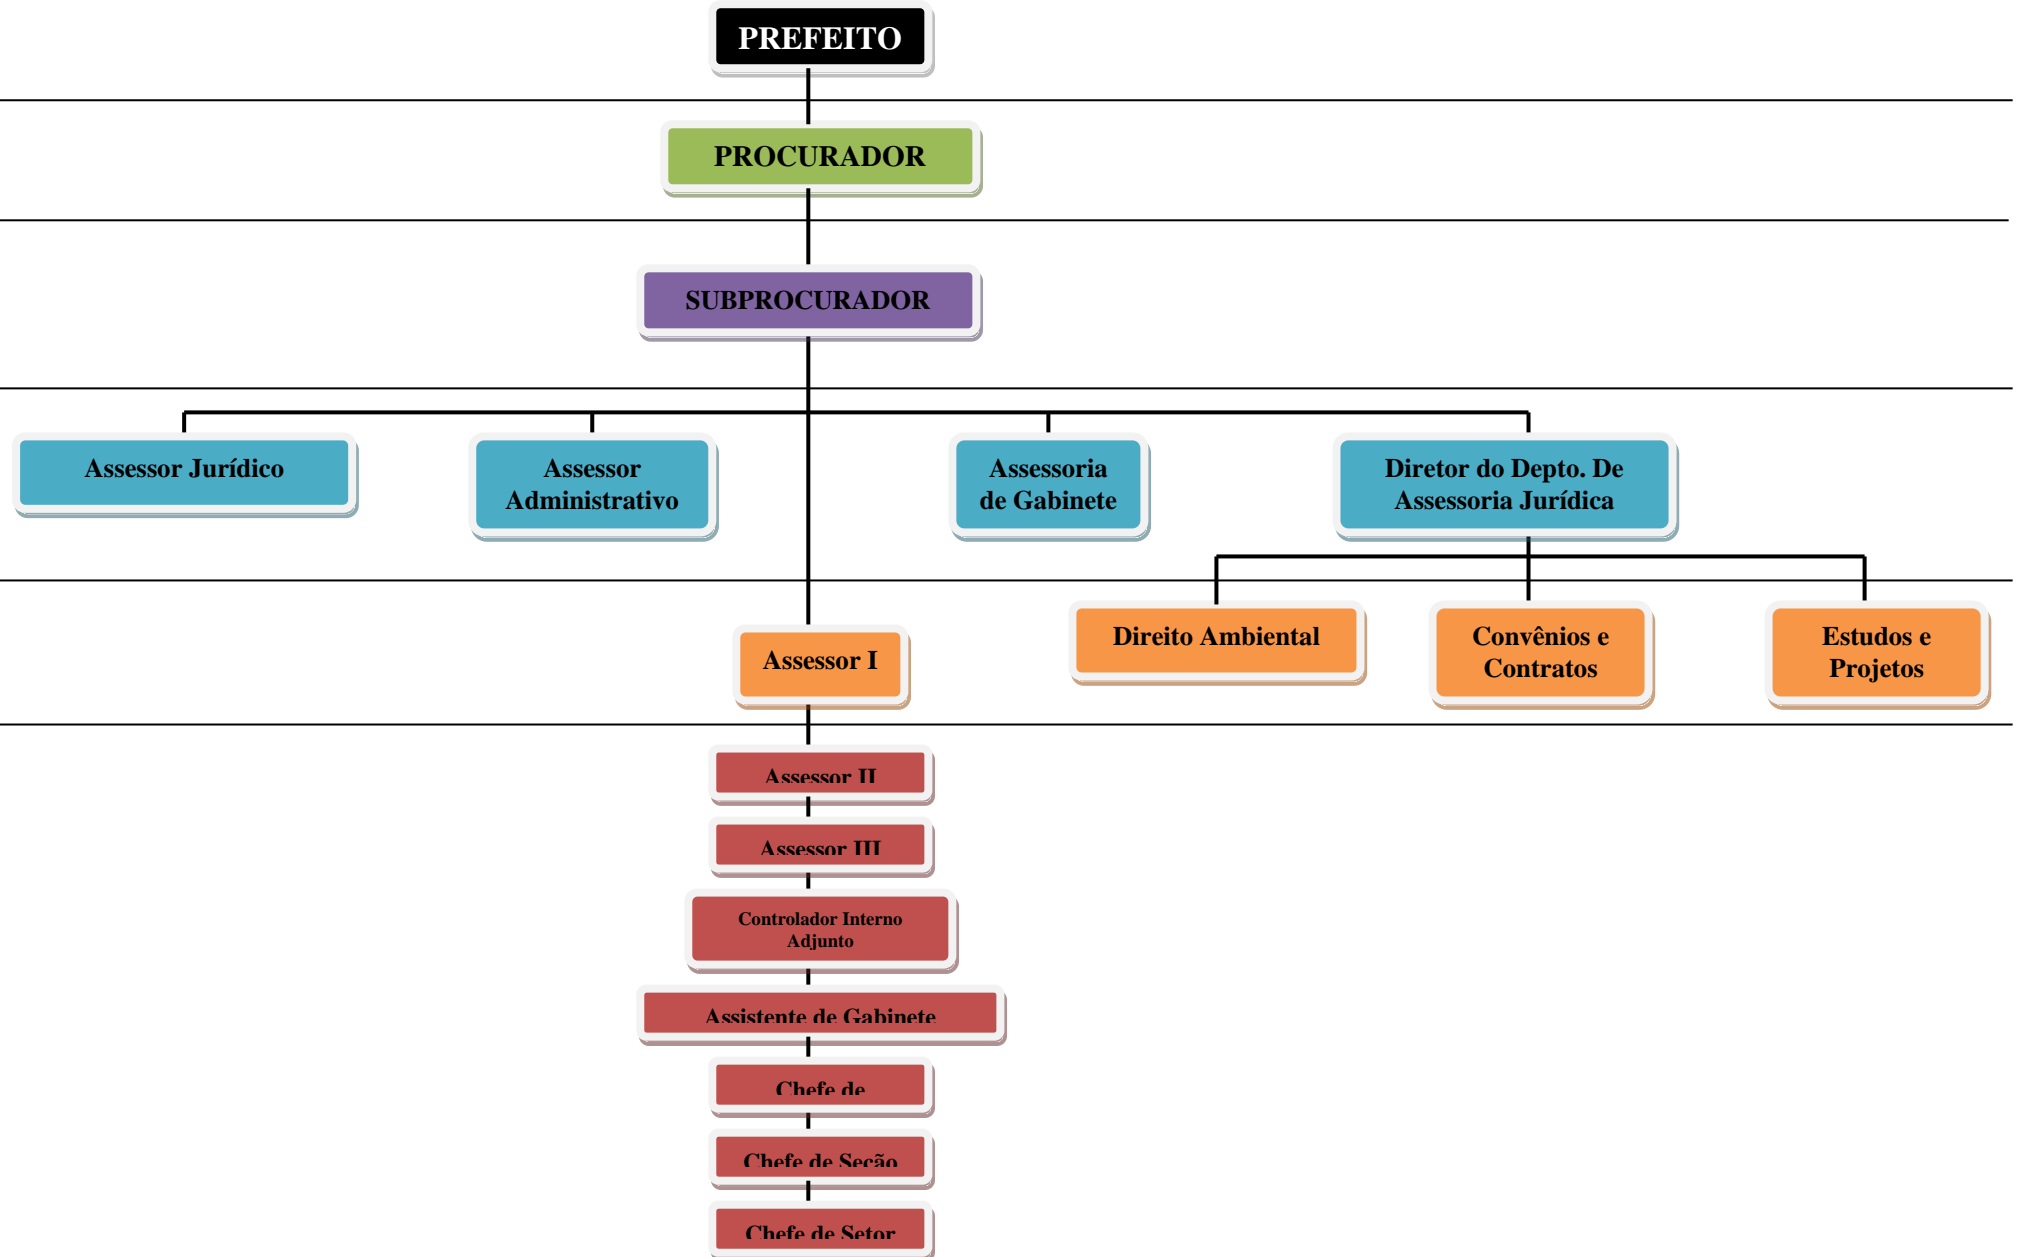 PREFEITO
PROCURADOR
SUBPROCURADOR
Assessor Jurídico
Assessor
Administrativo
Assessoria
de Gabinete
Diretor do Depto. De
Assessoria Jurídica
Direito Ambiental
Convênios e
Contratos
Estudos e
Projetos
Assessor I
Assessor II
Assessor III
Controlador Interno
Adjunto
Assistente de Gabinete
Chefe de
Chefe de Seção
Chefe de Setor